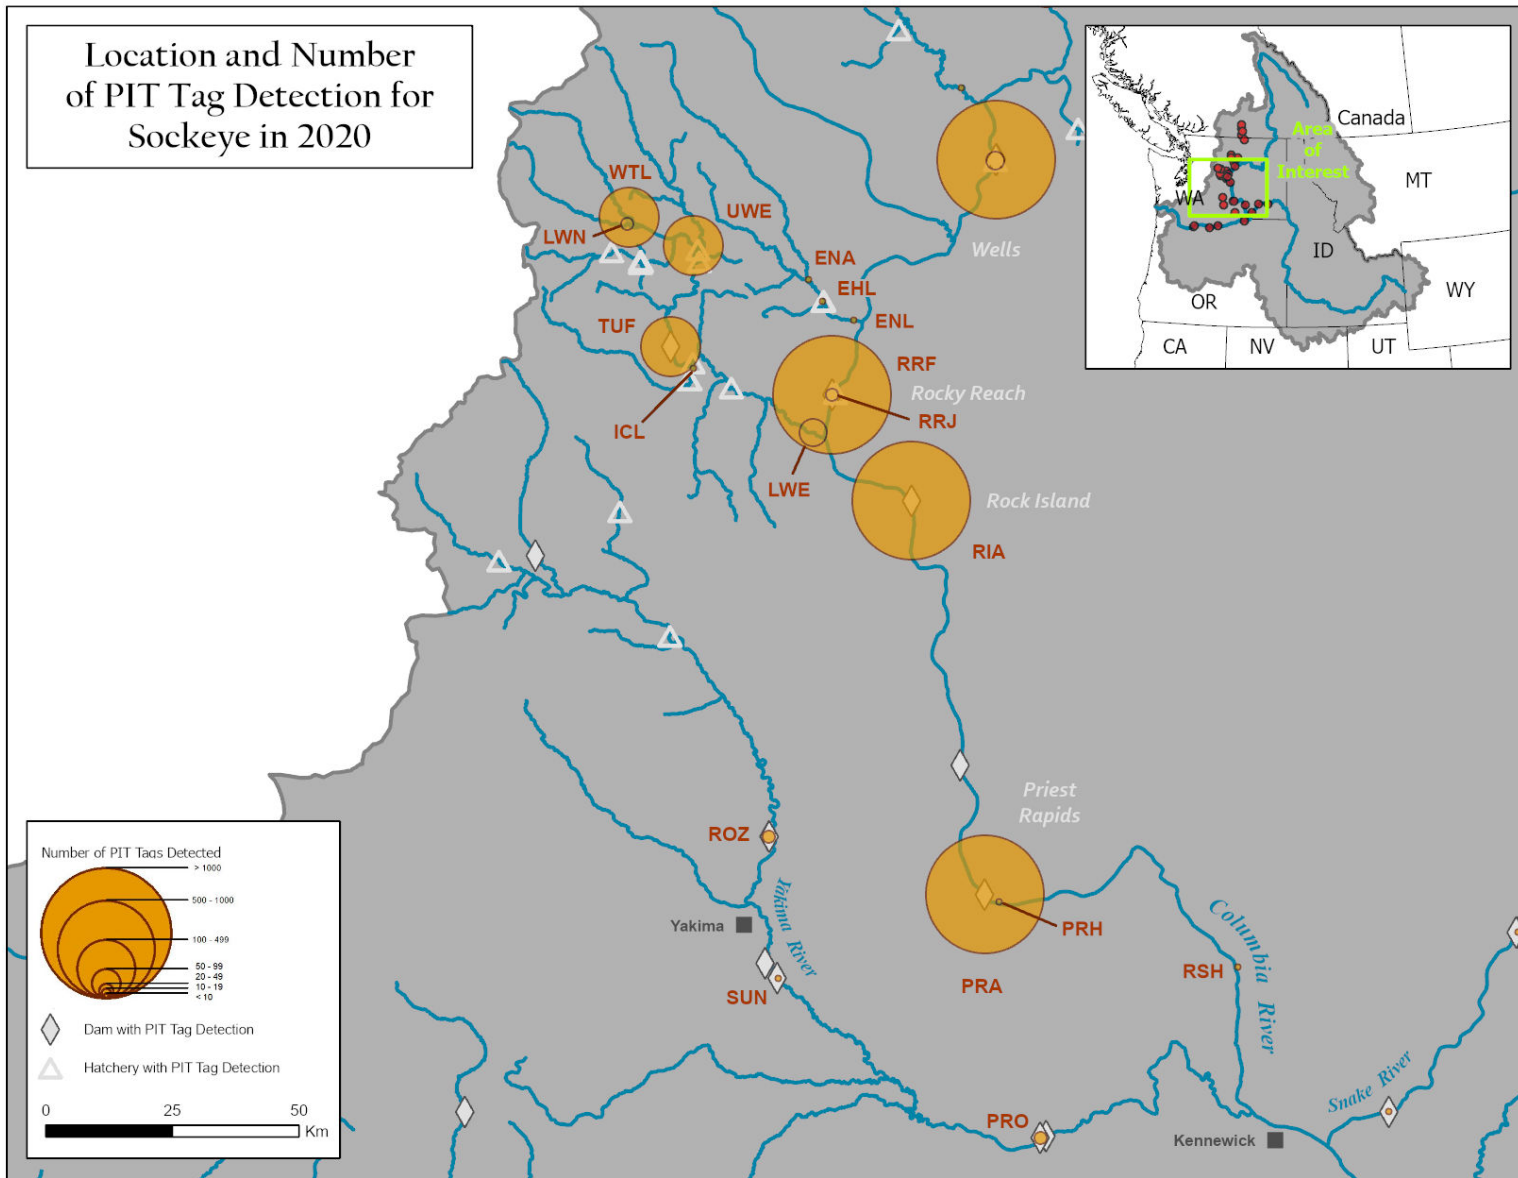 Location and Number
of PIT Tag Detection for
Sockeye in 2020
Canada
Area
of
Interest
MT
WA
ID
OR
WY
CA
NV
UT
WTL
UWE
LWN
Wells
ENA
EHL
ENL
TUF
RRF
Rocky Reach
RRJ
ICL
LWE
Rock Island
RIA
Priest
Rapids
ROZ
Yakima
Yakima River
PRH
Columbia River
RSH
PRA
SUN
Snake River
PRO
Kennewick
Number of PIT Tags Detected
> 1000
500 - 1000
100 - 499
50 - 99
20 - 49
10 - 19
< 10
Dam with PIT Tag Detection
Hatchery with PIT Tag Detection
0 25 50
Km